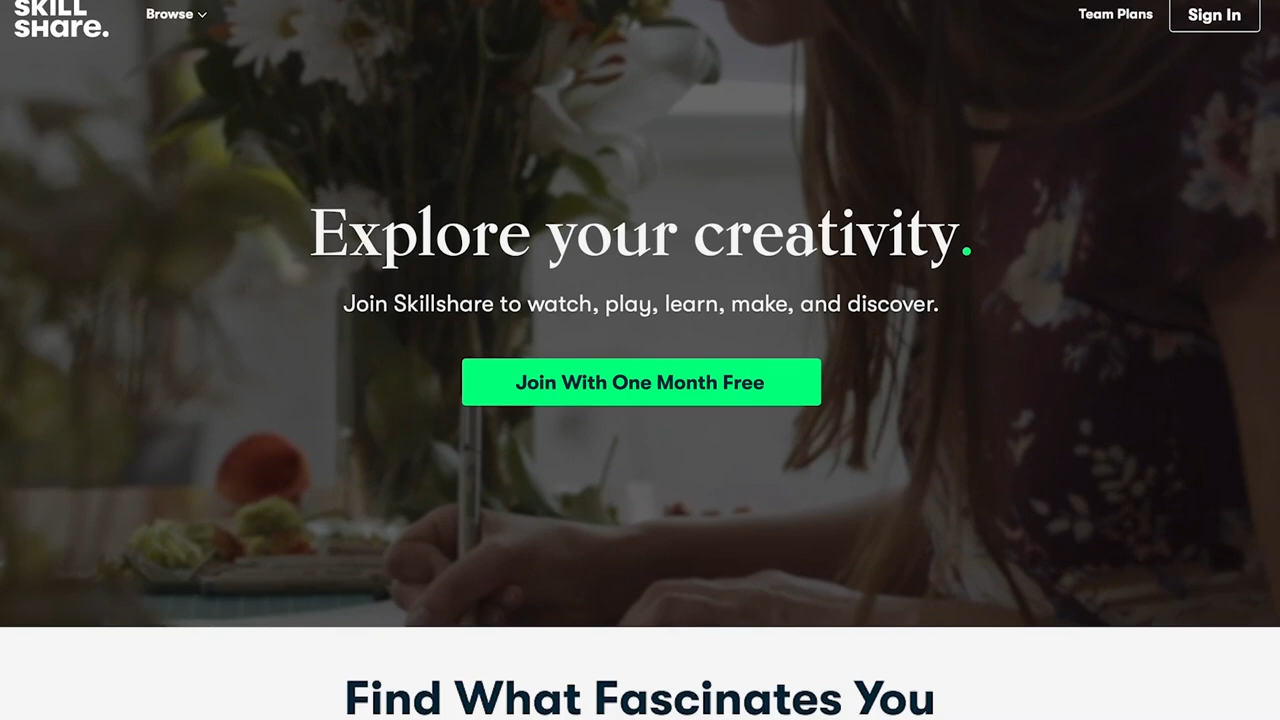 SKILL
SHare.
Browse
Team Plans
Sign In
Explore your creativity.
Join Skillshare to watch, play, learn, make, and discover.
Join With One Month Free
Find What Fascinates You